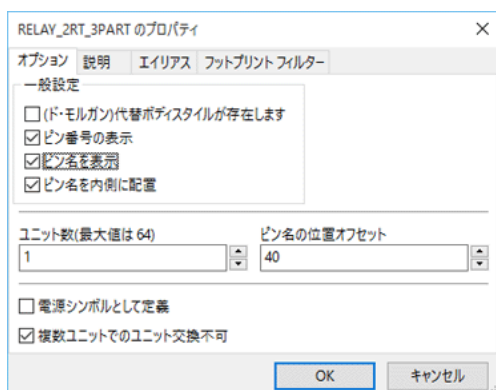 RELAY_2RT_3PART のプロパティ
オプション 説明 エイリアス フットプリント フィルター
一般設定
(ド・モルガン)代替ボディスタイルが存在します
ピン番号の表示
ピン名を表示
ピン名を内側に配置
ユニット数(最大値は 64) ピン名の位置オフセット
1 40
電源シンボルとして定義
複数ユニットでのユニット交換不可
OK キャンセル